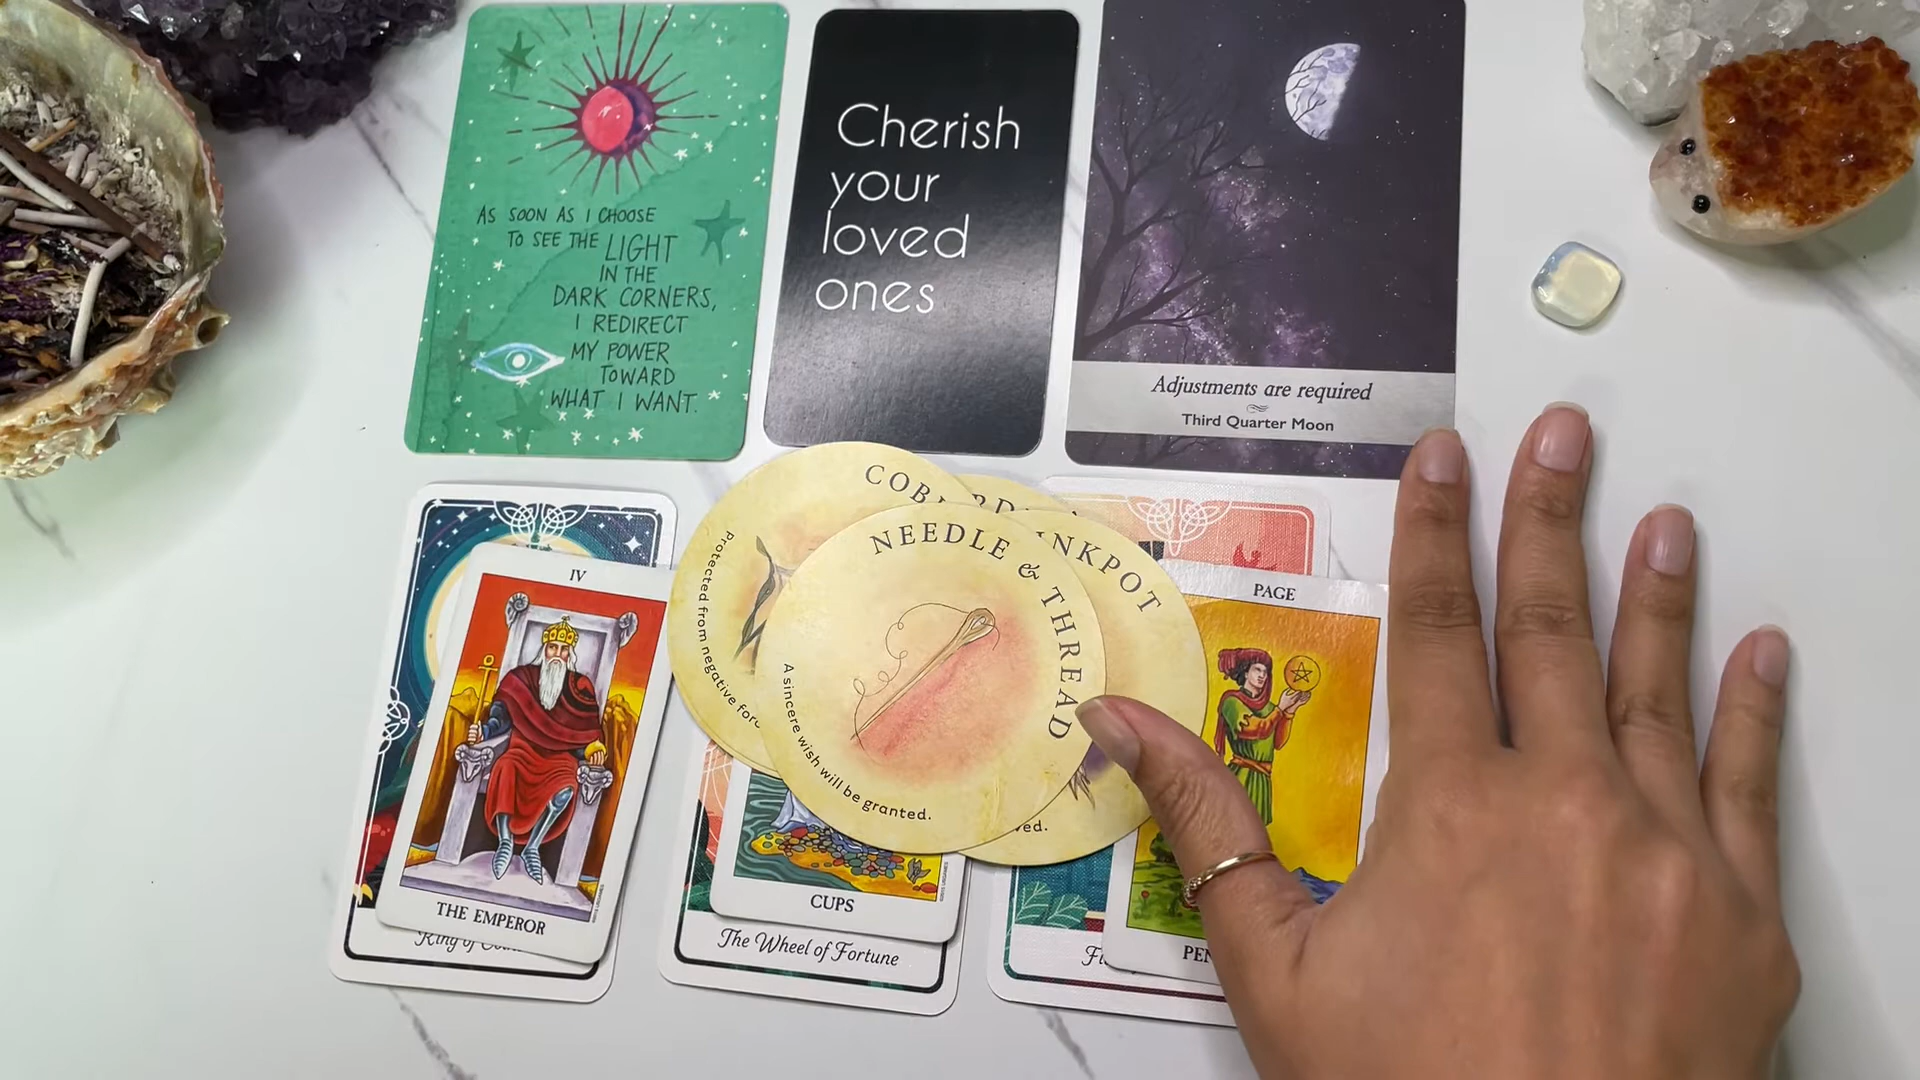 AS SOON AS I CHOOSE
TO SEE THE LIGHT
IN THE
DARK CORNERS,
I REDIRECT
MY POWER
TOWARD
WHAT I WANT.
Cherish
your
loved
ones
Adjustments are required
Third Quarter Moon
IV
THE EMPEROR
King of
Protected from negative
NEEDLE & THREAD
A sincere wish will be granted.
INKPOT
CUPS
The Wheel of Fortune
PAGE